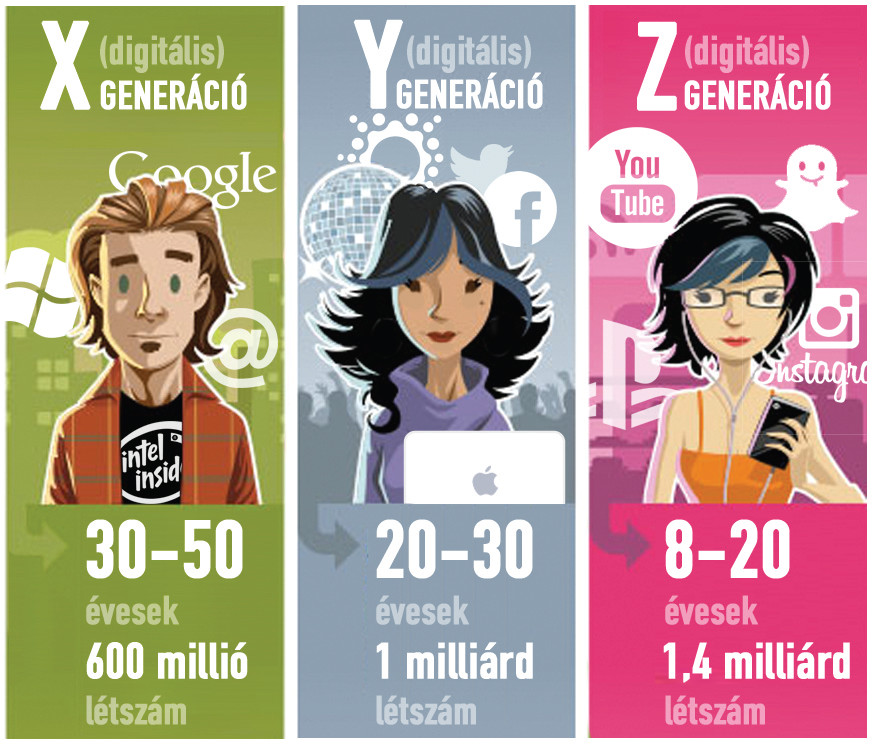 X (digitális)
GENERÁCIÓ
Google
@
intel
inside
30–50
évesek
600 millió
létszám
Y (digitális)
GENERÁCIÓ
f
20–30
évesek
1 milliárd
létszám
Z (digitális)
GENERÁCIÓ
You
Tube
Instagra
8–20
évesek
1,4 milliárd
létszám